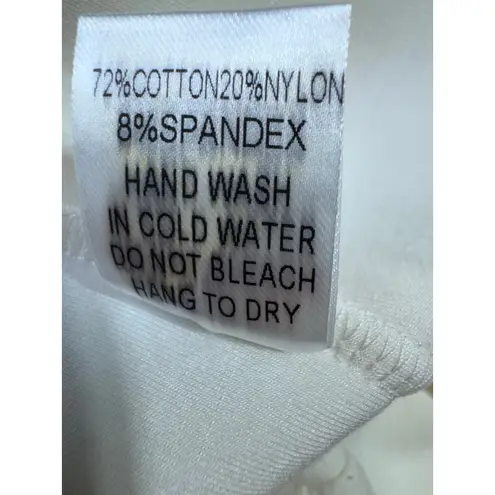 72%COTTON20%NYLON
8%SPANDEX
HAND WASH
IN COLD WATER
DO NOT BLEACH
HANG TO DRY